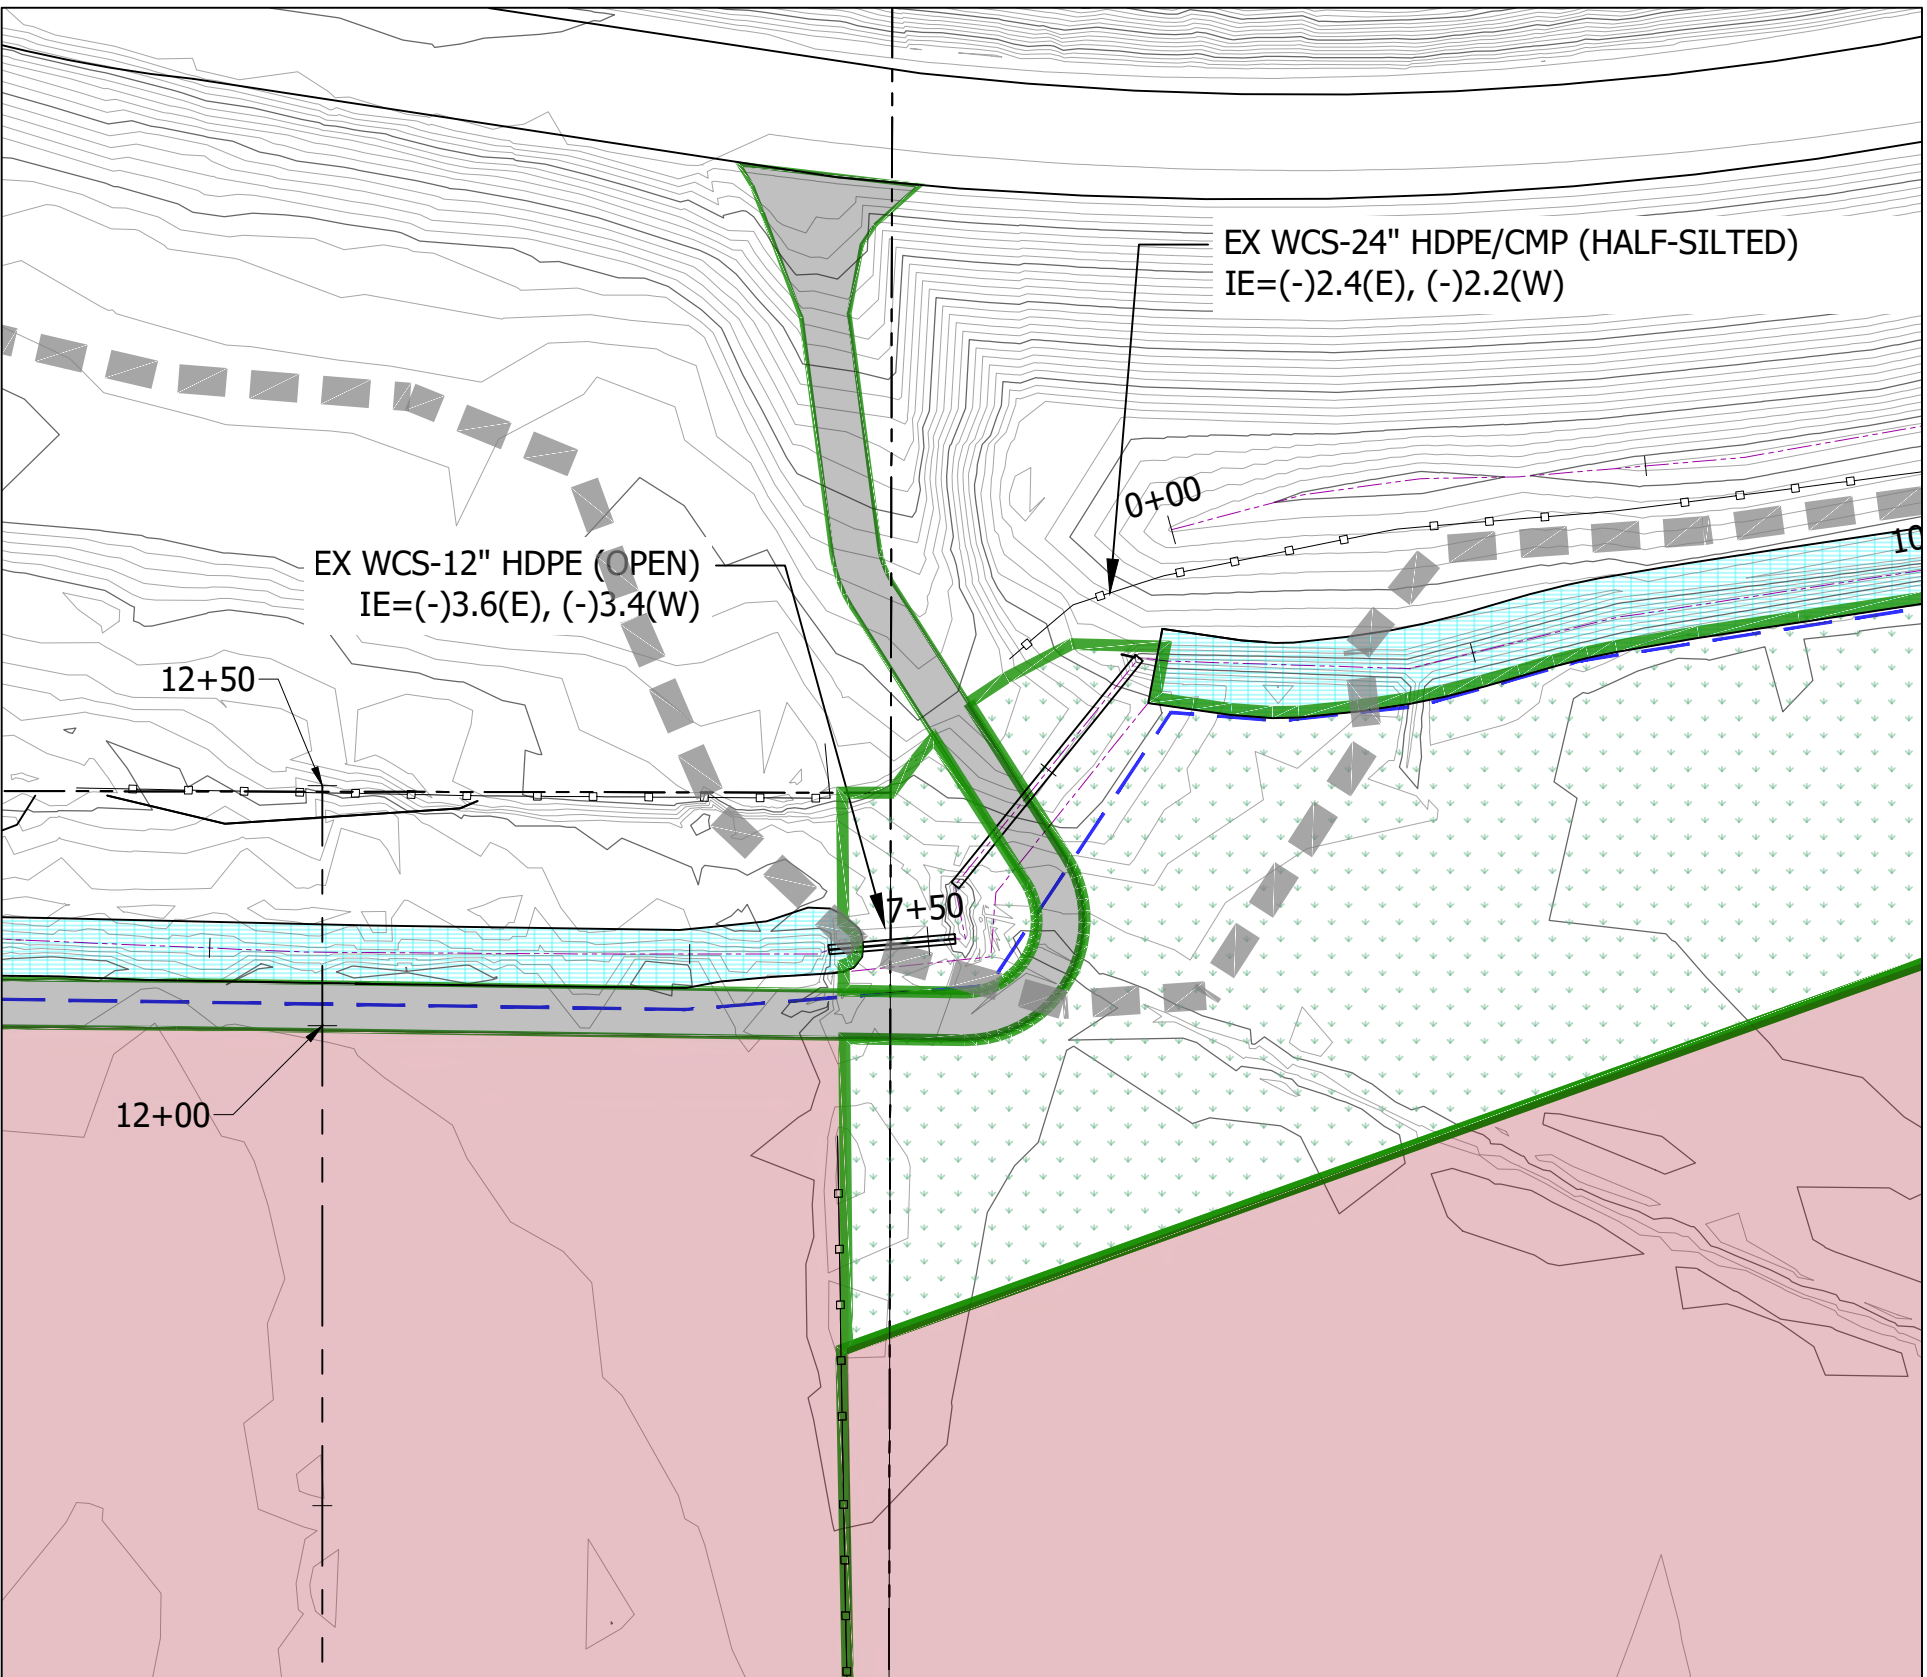 EX WCS-24" HDPE/CMP (HALF-SILTED)
IE=(-)2.4(E), (-)2.2(W)
0+00
10
EX WCS-12" HDPE (OPEN)
IE=(-)3.6(E), (-)3.4(W)
12+50
7+50
12+00